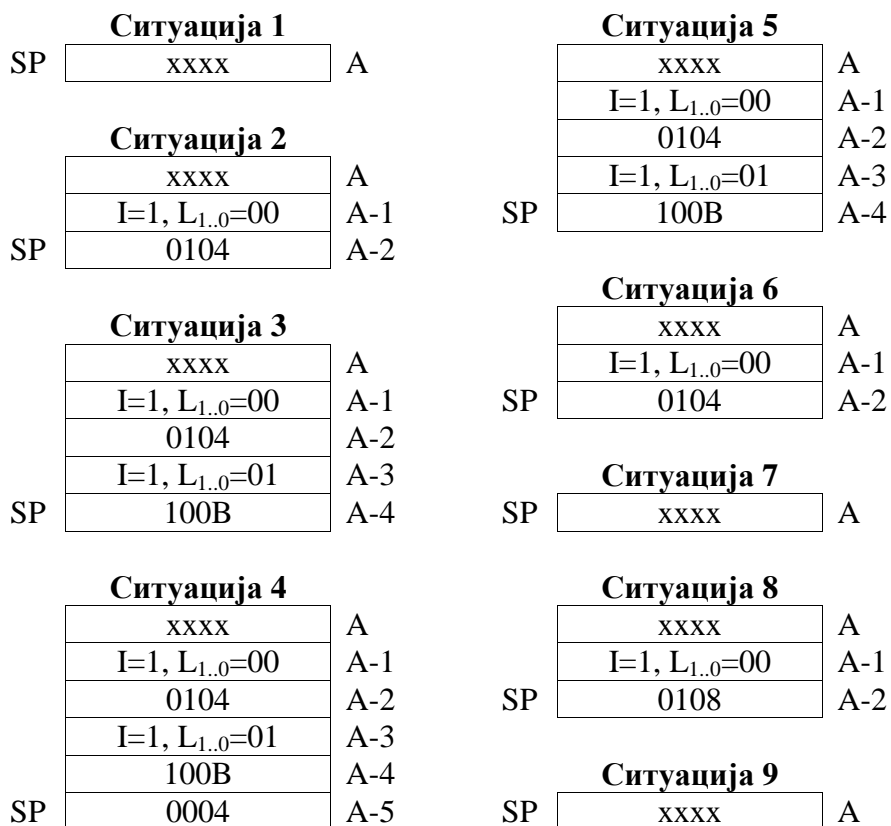 Ситуација 1
SP xxxx A
Ситуација 2
xxxx A
I=1, L1..0=00 A-1
SP 0104 A-2
Ситуација 3
xxxx A
I=1, L1..0=00 A-1
0104 A-2
I=1, L1..0=01 A-3
SP 100B A-4
Ситуација 4
xxxx A
I=1, L1..0=00 A-1
0104 A-2
I=1, L1..0=01 A-3
100B A-4
SP 0004 A-5
Ситуација 5
xxxx A
I=1, L1..0=00 A-1
0104 A-2
I=1, L1..0=01 A-3
SP 100B A-4
Ситуација 6
xxxx A
I=1, L1..0=00 A-1
SP 0104 A-2
Ситуација 7
SP xxxx A
Ситуација 8
xxxx A
I=1, L1..0=00 A-1
SP 0108 A-2
Ситуација 9
SP xxxx A